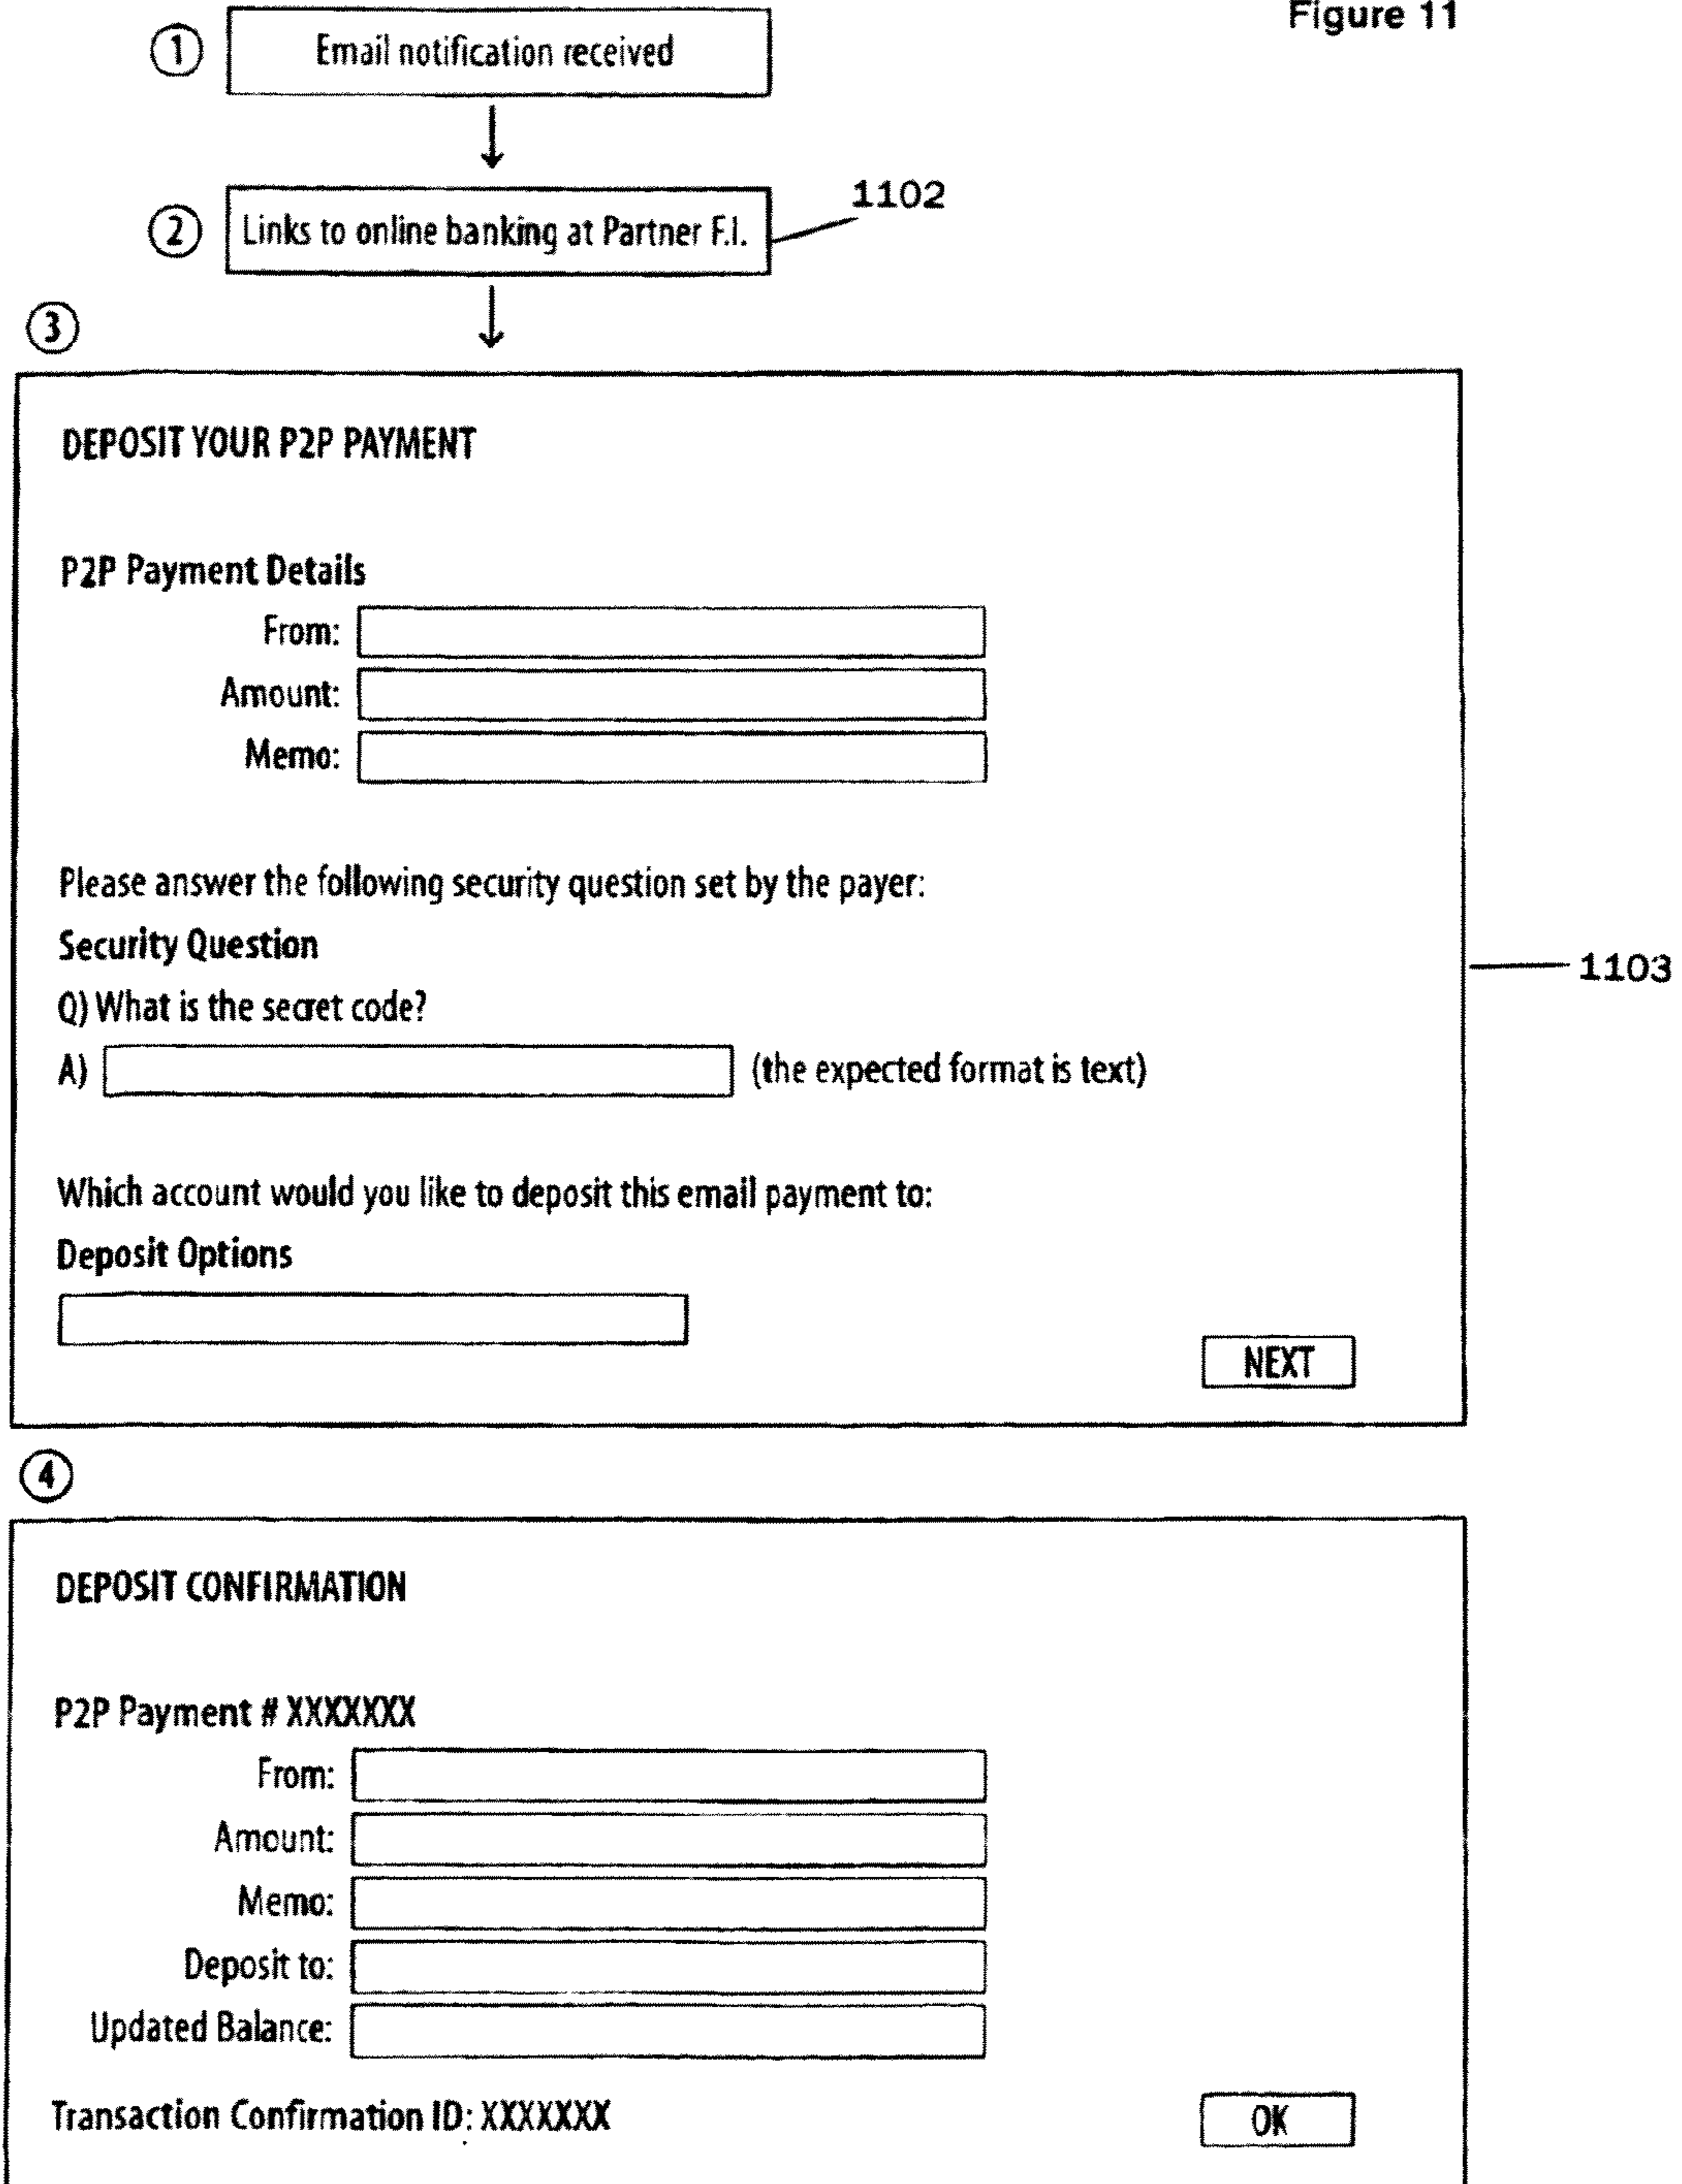 Figure 11
1 Email notification received
1102
2 Links to online banking at Partner F.I.
3
DEPOSIT YOUR P2P PAYMENT
P2P Payment Details
From:
Amount:
Memo:
Please answer the following security question set by the payer:
Security Question
1103
Q) What is the secret code?
A) (the expected format is text)
Which account would you like to deposit this email payment to:
Deposit Options
NEXT
4
DEPOSIT CONFIRMATION
P2P Payment # XXXXXXX
From:
Amount:
Memo:
Deposit to:
Updated Balance:
Transaction Confirmation ID: XXXXXXX
OK